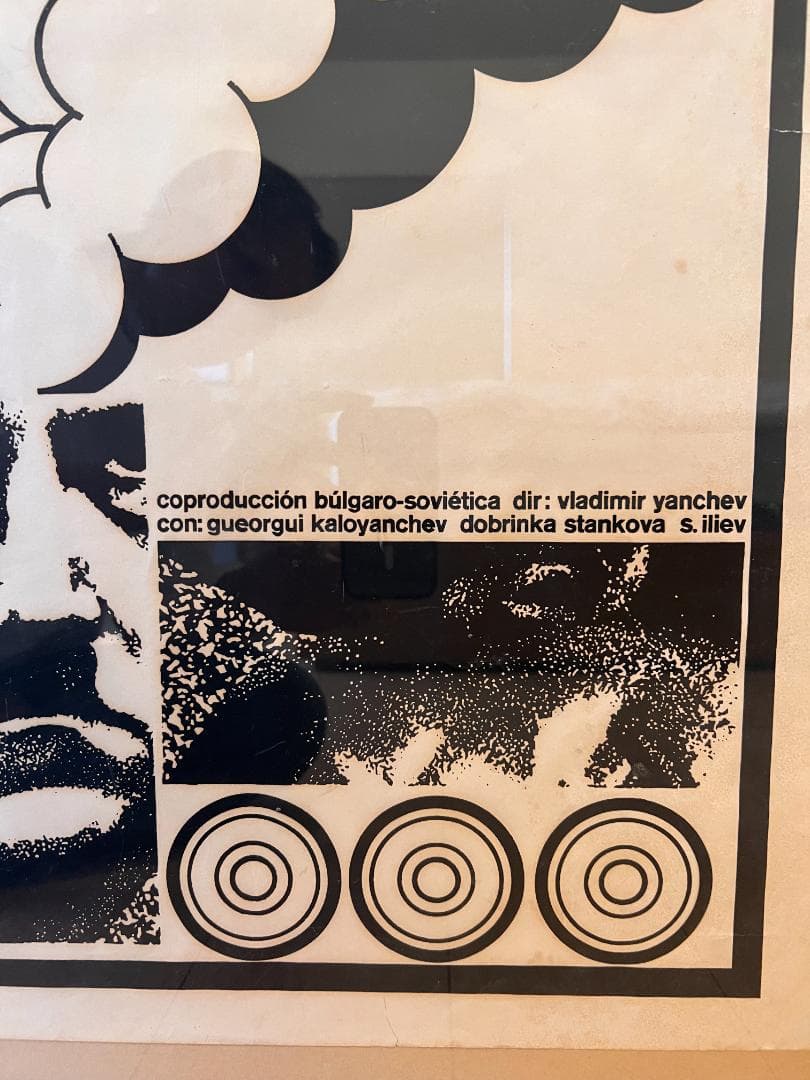 coproducción búlgaro-soviética dir: vladimir yanchev
con: gueorgui kaloyanchev dobrinka stankova s. iliev